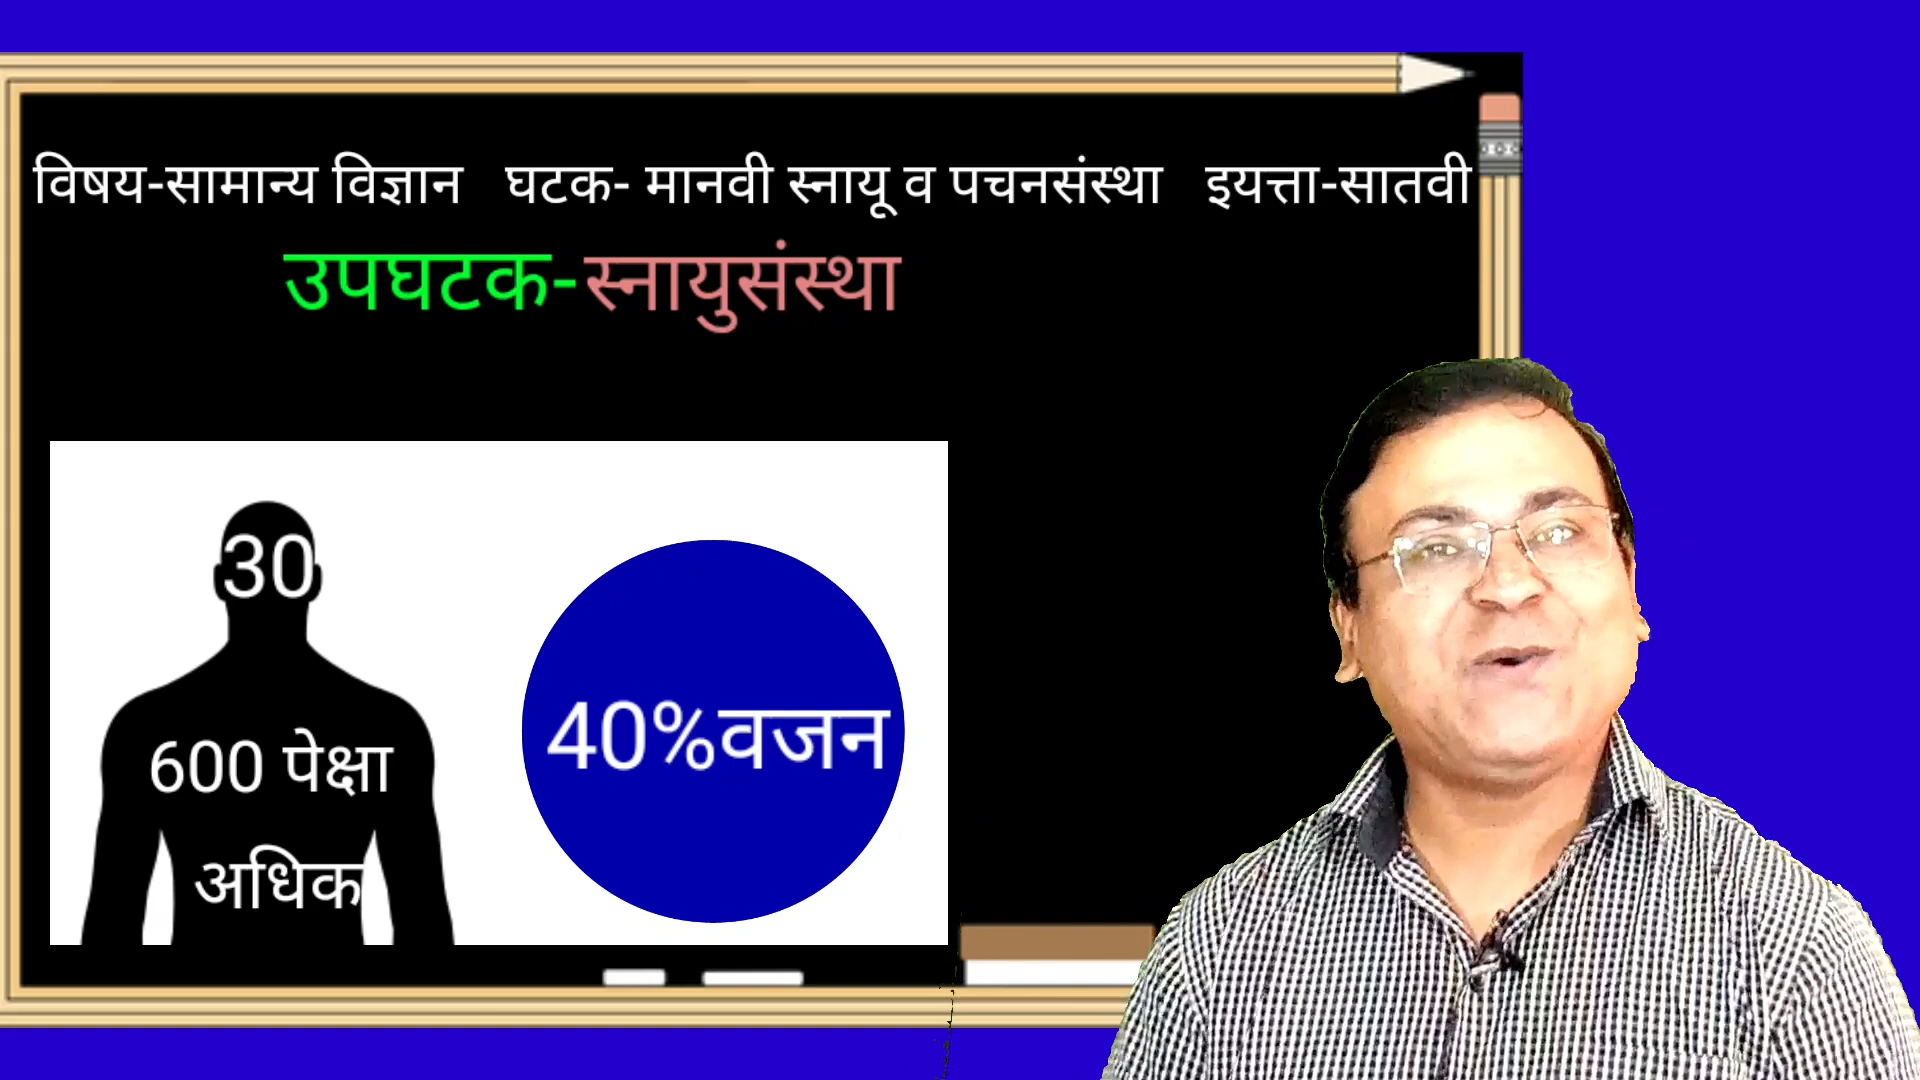 विषय-सामान्य विज्ञान घटक- मानवी स्नायू व पचनसंस्था इयत्ता-सातवी
उपघटक-स्नायुसंस्था
30
600 पेक्षा
अधिक
40%वजन